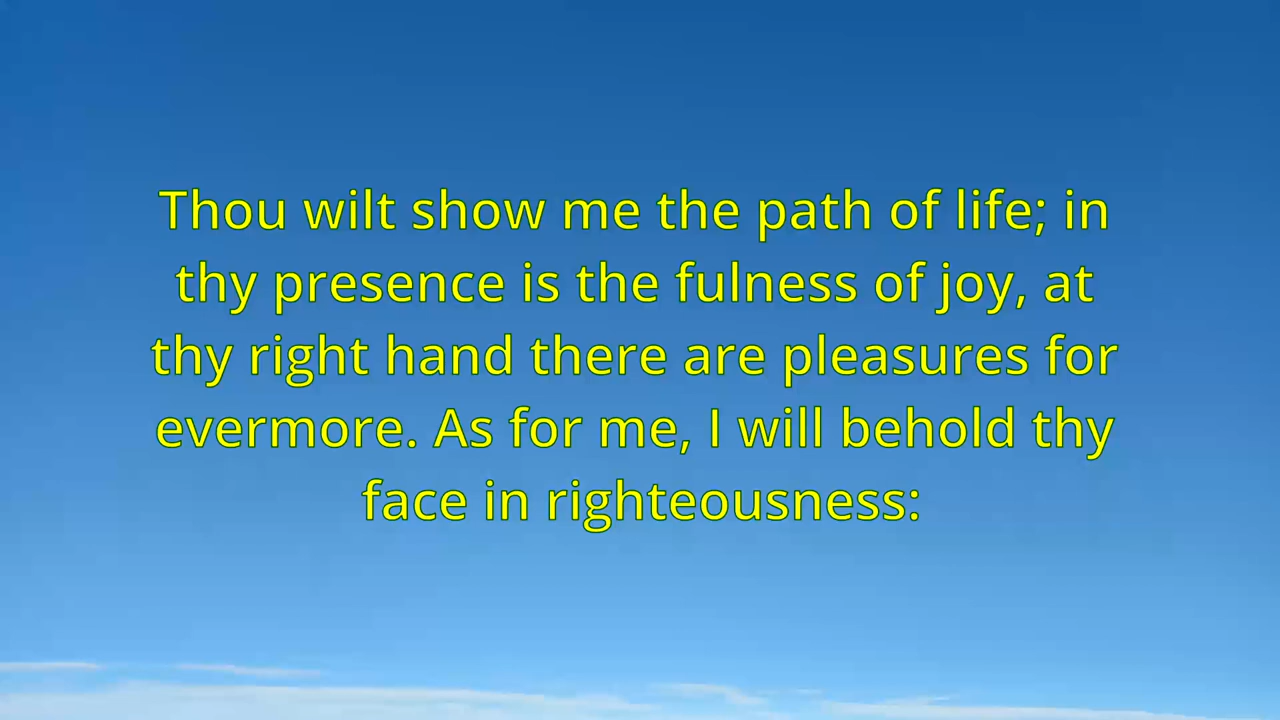 Thou wilt show me the path of life; in
thy presence is the fulness of joy, at
thy right hand there are pleasures for
evermore. As for me, I will behold thy
face in righteousness: